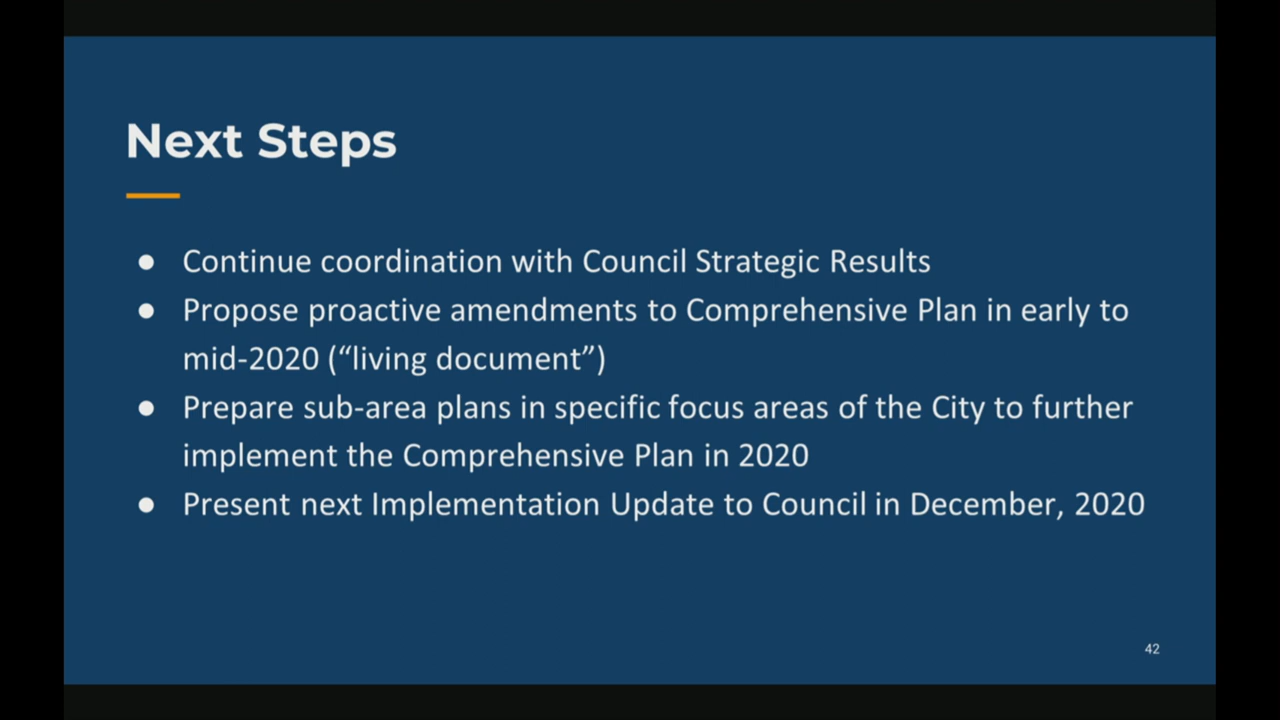 Next Steps
● Continue coordination with Council Strategic Results
● Propose proactive amendments to Comprehensive Plan in early to
mid-2020 (“living document”)
● Prepare sub-area plans in specific focus areas of the City to further
implement the Comprehensive Plan in 2020
● Present next Implementation Update to Council in December, 2020
42